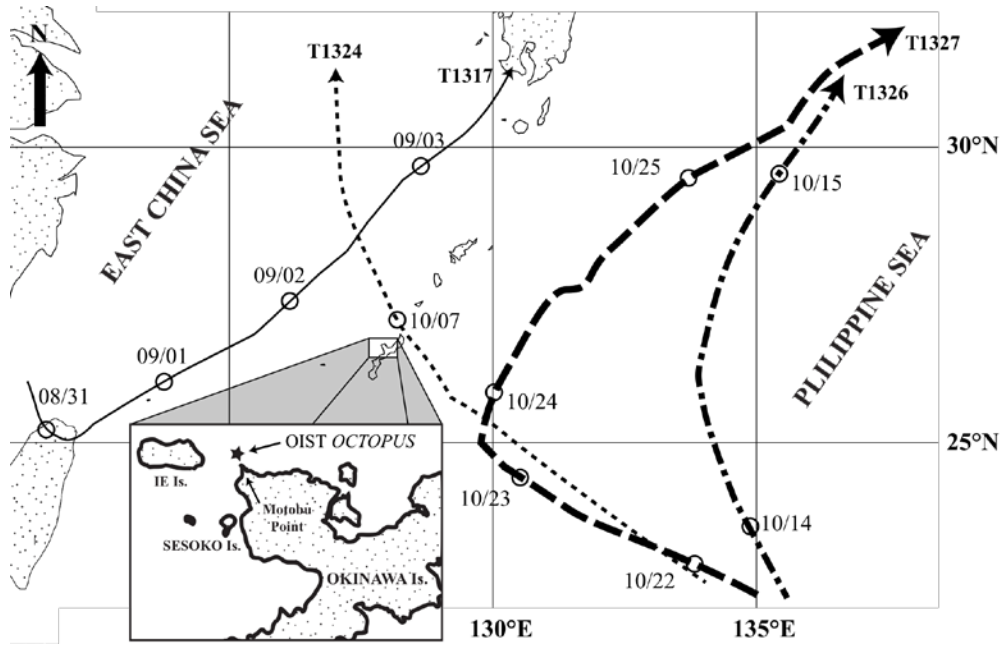 N
T1324
T1317
T1327
T1326
09/03
30°N
10/25
10/15
EAST CHINA SEA
PLILIPPINE SEA
09/02
10/07
09/01
08/31
10/24
25°N
OIST OCTOPUS
IE Is.
Motobu
Point
SESOKO Is.
OKINAWA Is.
10/23
10/14
10/22
130°E
135°E